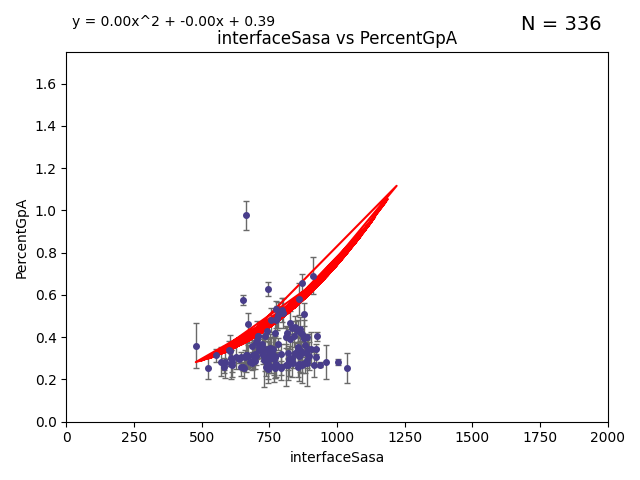 y = 0.00x^2 + -0.00x + 0.39
N = 336
interfaceSasa vs PercentGpA
PercentGpA
1.6
1.4
1.2
1.0
0.8
0.6
0.4
0.2
0.0
0 250 500 750 1000 1250 1500 1750 2000
interfaceSasa